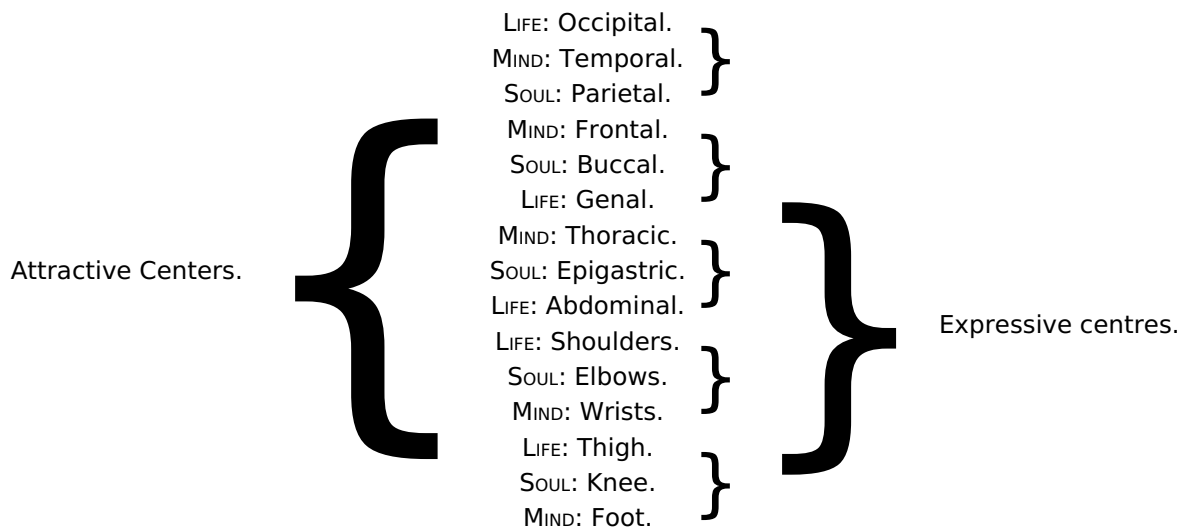 Life: Occipital.
Mind: Temporal.
Soul: Parietal.
Mind: Frontal.
Soul: Buccal.
Life: Genal.
Mind: Thoracic.
Attractive Centers.
Soul: Epigastric.
Life: Abdominal.
Expressive centres.
Life: Shoulders.
Soul: Elbows.
Mind: Wrists.
Life: Thigh.
Soul: Knee.
Mind: Foot.